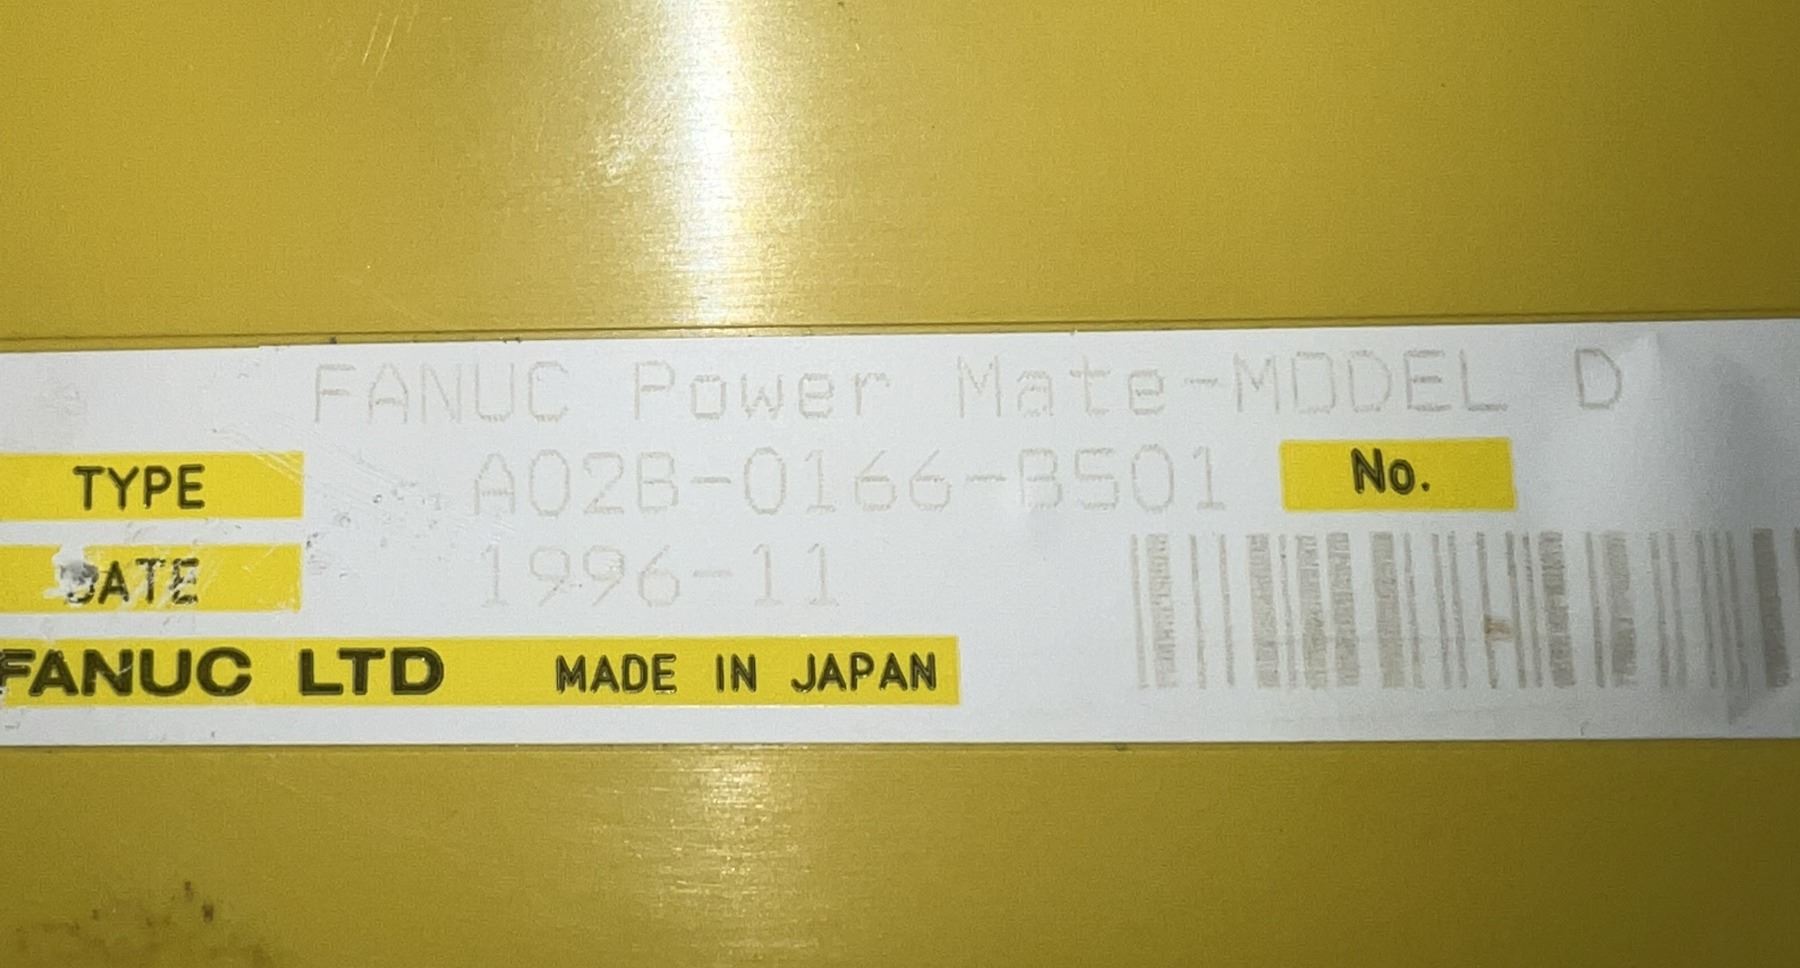 FANUC Power Mate-MODEL D
TYPE A02B-0166-B501 No.
DATE 1996-11
FANUC LTD MADE IN JAPAN